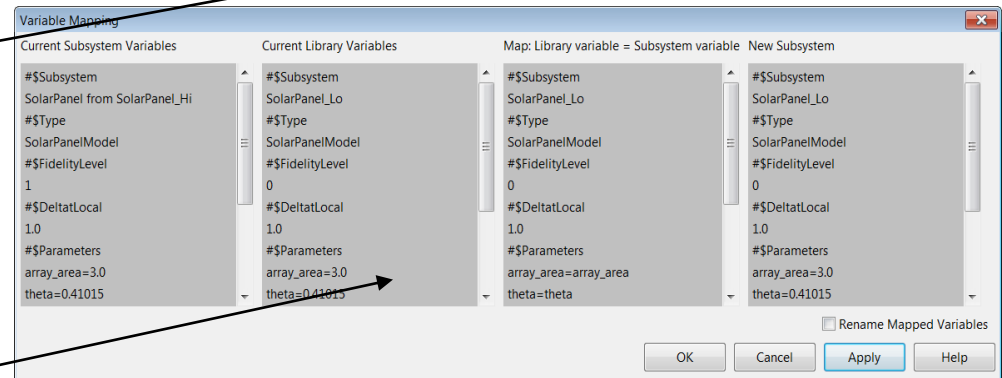 Variable Mapping
Current Subsystem Variables
#$Subsystem
SolarPanel from SolarPanel_Hi
#$Type
SolarPanelModel
#$FidelityLevel
1
#$DeltatLocal
1.0
#$Parameters
array_area=3.0
theta=0.41015
Current Library Variables
#$Subsystem
SolarPanel_Lo
#$Type
SolarPanelModel
#$FidelityLevel
0
#$DeltatLocal
1.0
#$Parameters
array_area=3.0
theta=0.41015
Map: Library variable = Subsystem variable
#$Subsystem
SolarPanel_Lo
#$Type
SolarPanelModel
#$FidelityLevel
0
#$DeltatLocal
1.0
#$Parameters
array_area=array_area
theta=theta
New Subsystem
#$Subsystem
SolarPanel_Lo
#$Type
SolarPanelModel
#$FidelityLevel
0
#$DeltatLocal
1.0
#$Parameters
array_area=3.0
theta=0.41015
Rename Mapped Variables
OK
Cancel
Apply
Help